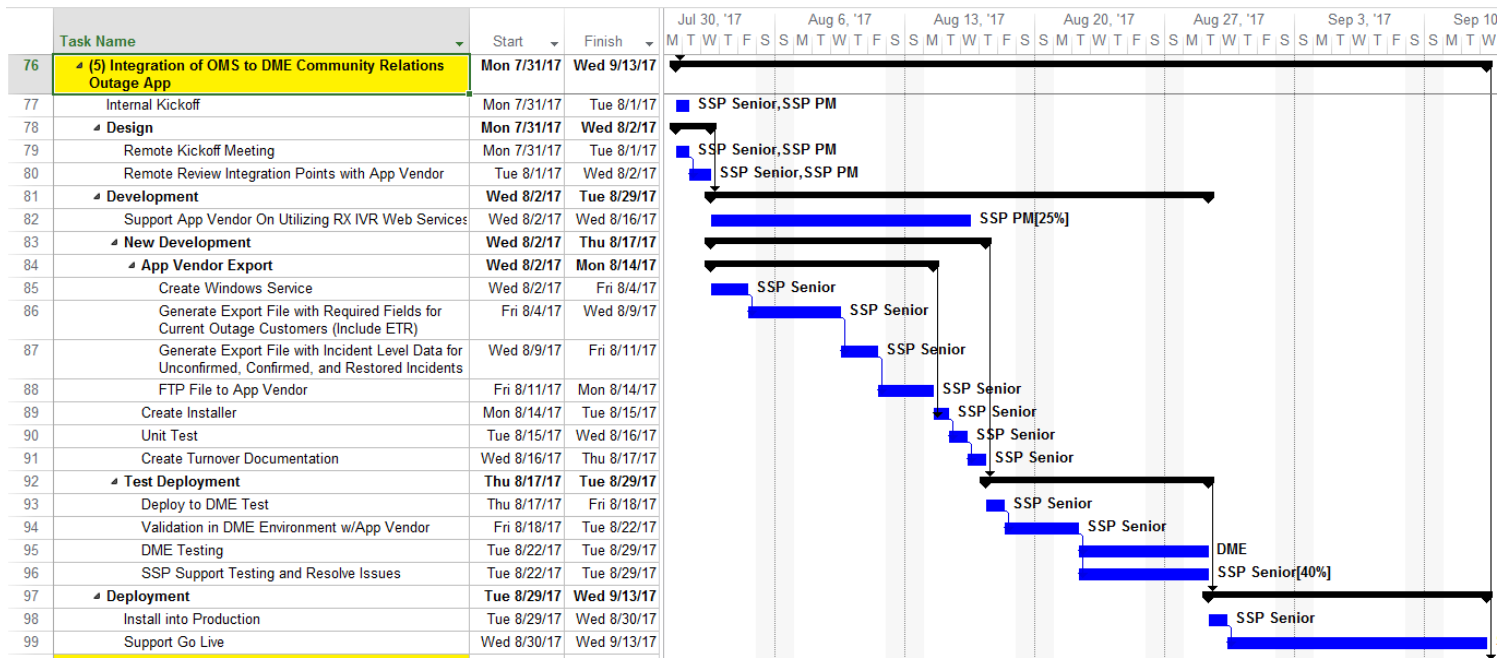 Jul 30, '17 Aug 6, '17 Aug 13, '17 Aug 20, '17 Aug 27, '17 Sep 3, '17 Sep 10
Task Name Start Finish M T W T F S S M T W T F S S M T W T F S S M T W T F S S M T W T F S S M T W T F S S M T W
76 (5) Integration of OMS to DME Community Relations Mon 7/31/17 Wed 9/13/17
Outage App
77 Internal Kickoff Mon 7/31/17 Tue 8/1/17 SSP Senior,SSP PM
78 Design Mon 7/31/17 Wed 8/2/17
79 Remote Kickoff Meeting Mon 7/31/17 Tue 8/1/17 SSP Senior,SSP PM
80 Remote Review Integration Points with App Vendor Tue 8/1/17 Wed 8/2/17 SSP Senior,SSP PM
81 Development Wed 8/2/17 Tue 8/29/17
82 Support App Vendor On Utilizing RX IVR Web Services Wed 8/2/17 Wed 8/16/17 SSP PM[25%]
83 New Development Wed 8/2/17 Thu 8/17/17
84 App Vendor Export Wed 8/2/17 Mon 8/14/17
85 Create Windows Service Wed 8/2/17 Fri 8/4/17 SSP Senior
86 Generate Export File with Required Fields for Fri 8/4/17 Wed 8/9/17 SSP Senior
Current Outage Customers (Include ETR)
87 Generate Export File with Incident Level Data for Wed 8/9/17 Fri 8/11/17 SSP Senior
Unconfirmed, Confirmed, and Restored Incidents
88 FTP File to App Vendor Fri 8/11/17 Mon 8/14/17 SSP Senior
89 Create Installer Mon 8/14/17 Tue 8/15/17 SSP Senior
90 Unit Test Tue 8/15/17 Wed 8/16/17 SSP Senior
91 Create Turnover Documentation Wed 8/16/17 Thu 8/17/17 SSP Senior
92 Test Deployment Thu 8/17/17 Tue 8/29/17
93 Deploy to DME Test Thu 8/17/17 Fri 8/18/17 SSP Senior
94 Validation in DME Environment w/App Vendor Fri 8/18/17 Tue 8/22/17 SSP Senior
95 DME Testing Tue 8/22/17 Tue 8/29/17 DME
96 SSP Support Testing and Resolve Issues Tue 8/22/17 Tue 8/29/17 SSP Senior[40%]
97 Deployment Tue 8/29/17 Wed 9/13/17
98 Install into Production Tue 8/29/17 Wed 8/30/17 SSP Senior
99 Support Go Live Wed 8/30/17 Wed 9/13/17